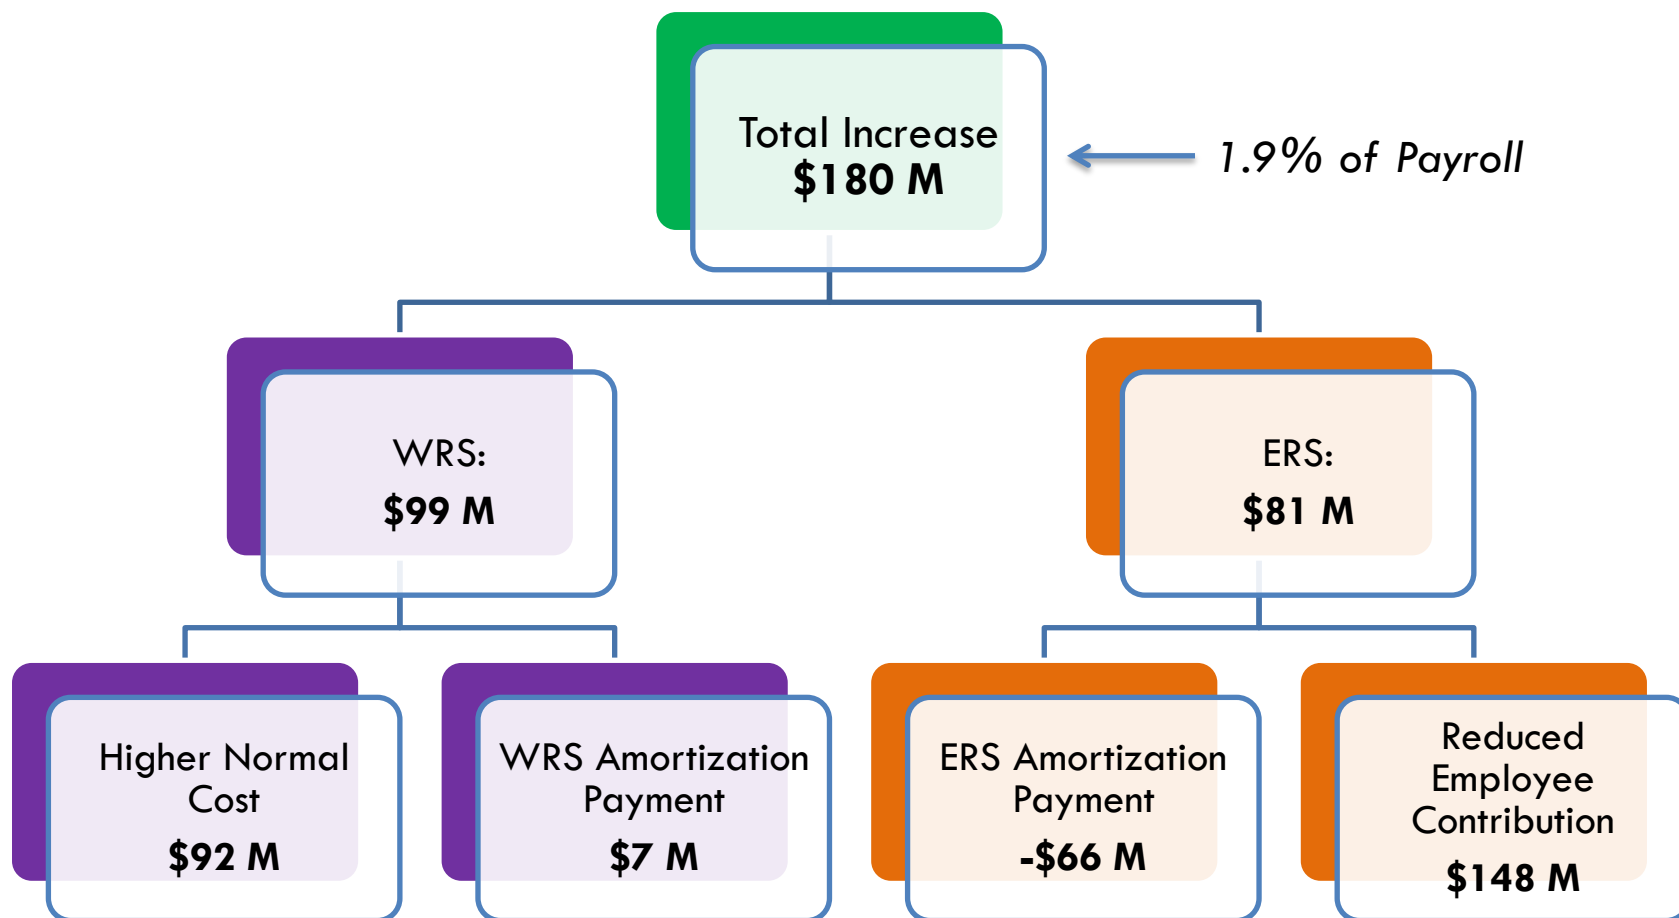 Total Increase
$180 M
1.9% of Payroll
WRS:
$99 M
ERS:
$81 M
Higher Normal
Cost
$92 M
WRS Amortization
Payment
$7 M
ERS Amortization
Payment
-$66 M
Reduced
Employee
Contribution
$148 M